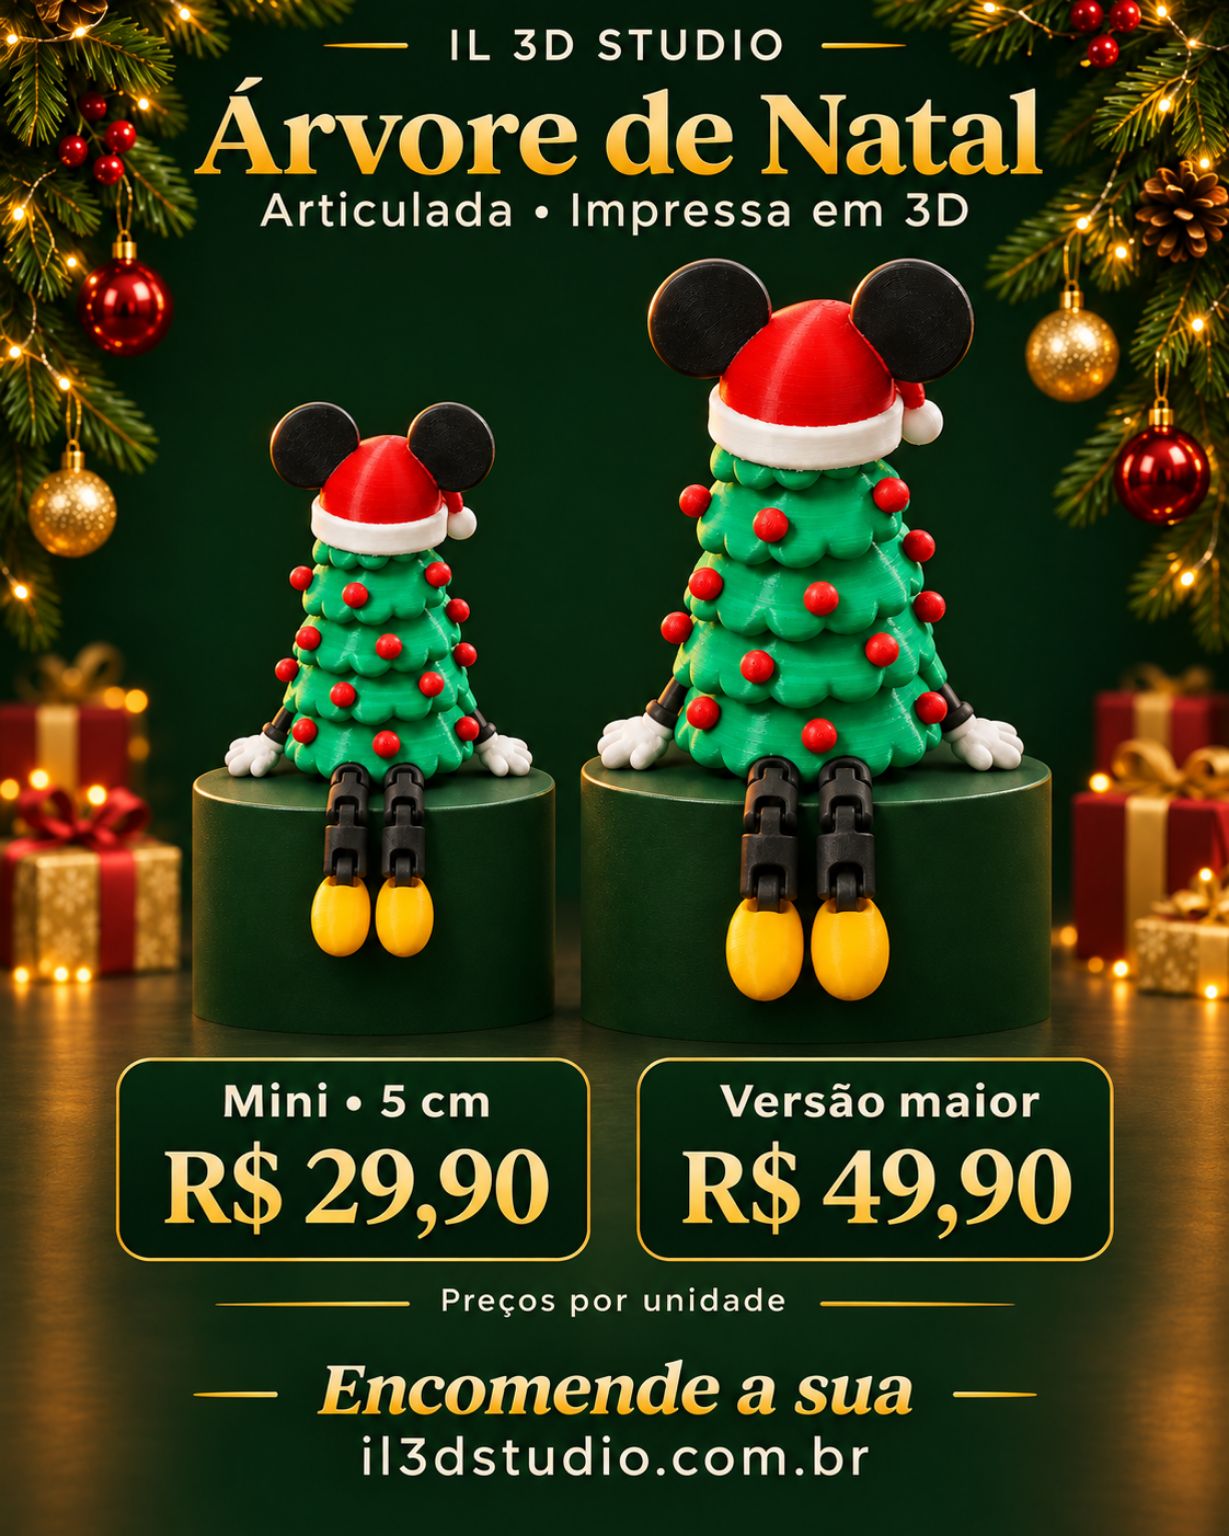 IL 3D STUDIO
Árvore de Natal
Articulada • Impressa em 3D
Mini • 5 cm
R$ 29,90
Versão maior
R$ 49,90
Preços por unidade
Encomende a sua
il3dstudio.com.br